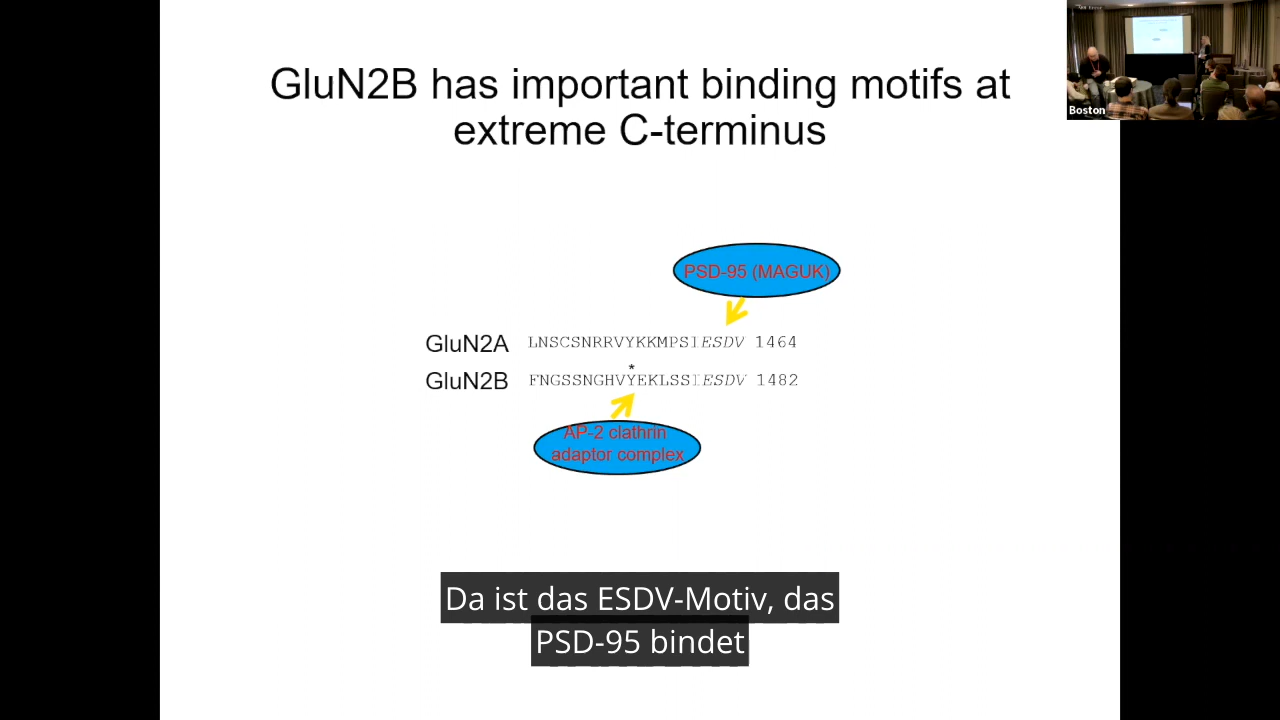 Boston
GluN2B has important binding motifs at
extreme C-terminus
PSD-95 (MAGUK)
GluN2A LNSCSNRRVYKKMPSIESDV 1464
*
GluN2B FNGSSNGHVYEKLSSIESDV 1482
AP-2 clathrin
adaptor complex
Da ist das ESDV-Motiv, das
PSD-95 bindet